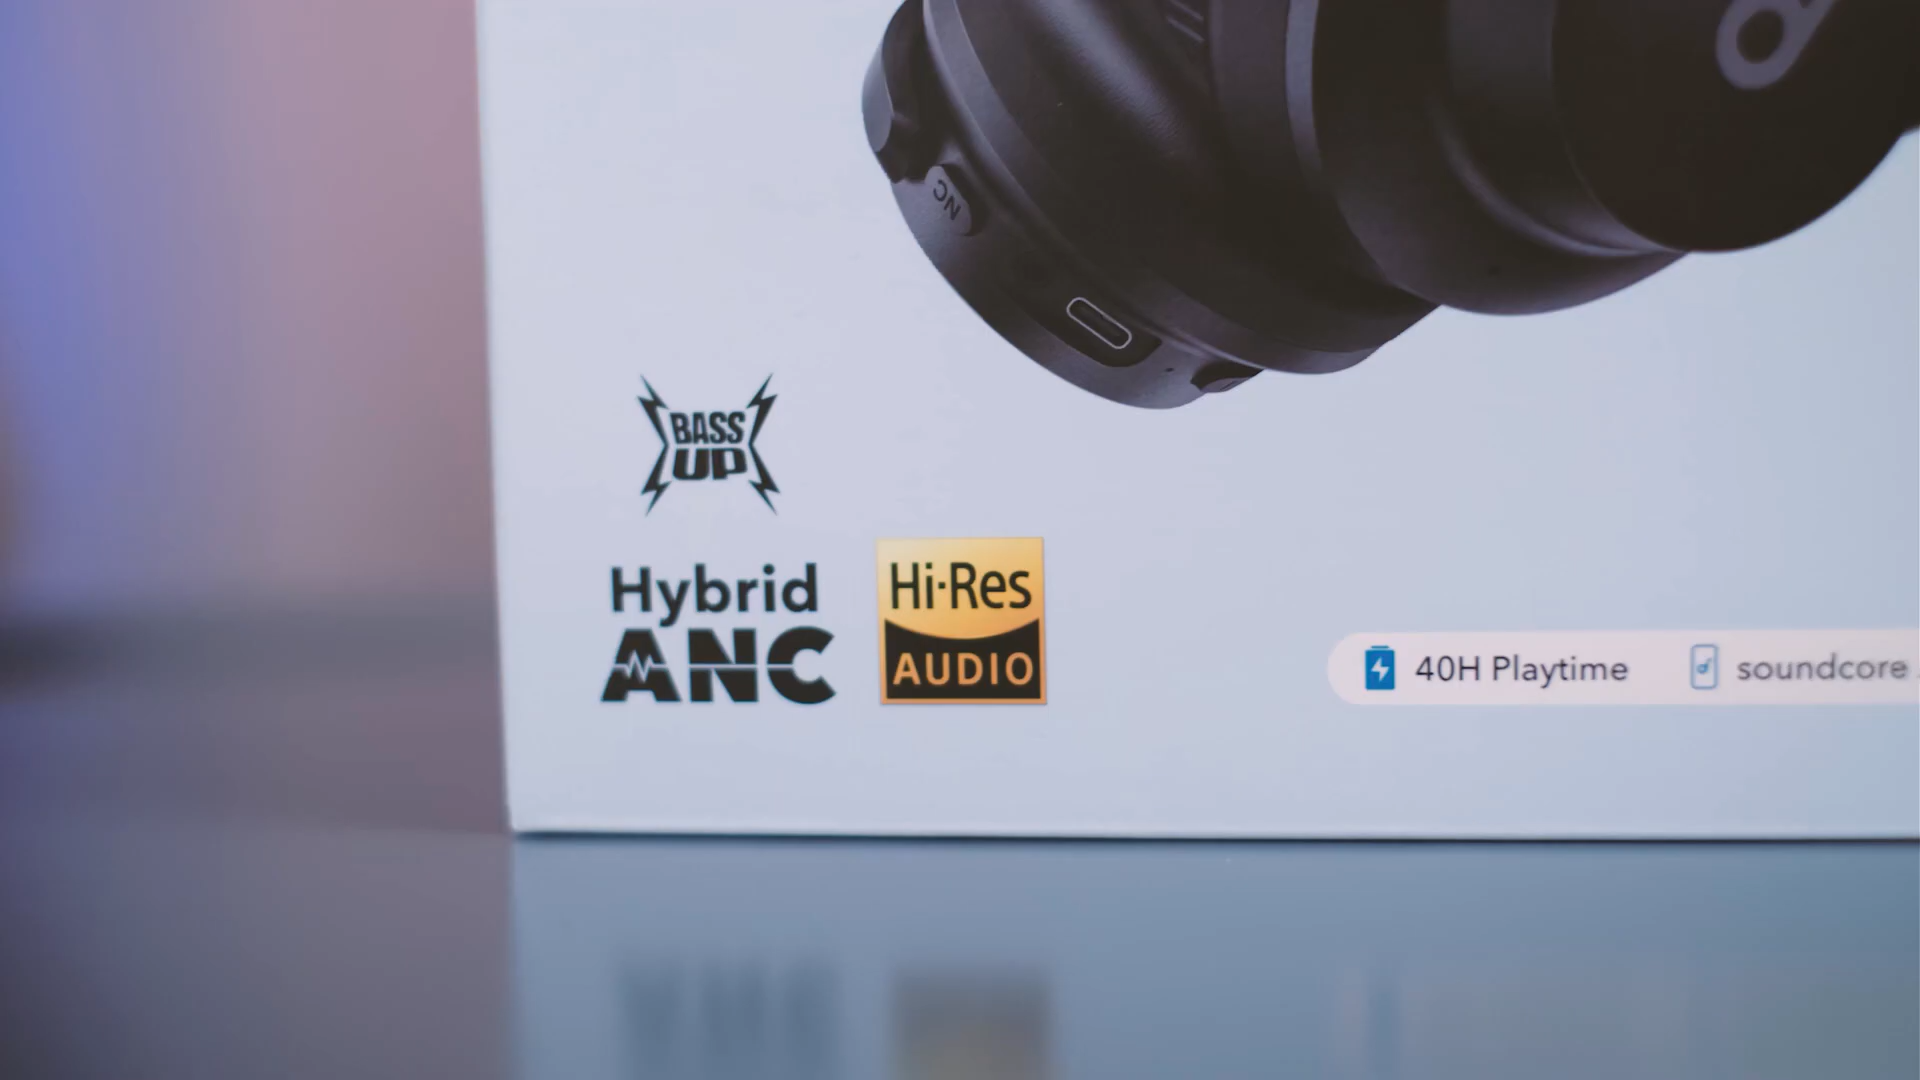 NC
BASS
UP
Hybrid
ANC
Hi-Res
AUDIO
40H Playtime
soundcore